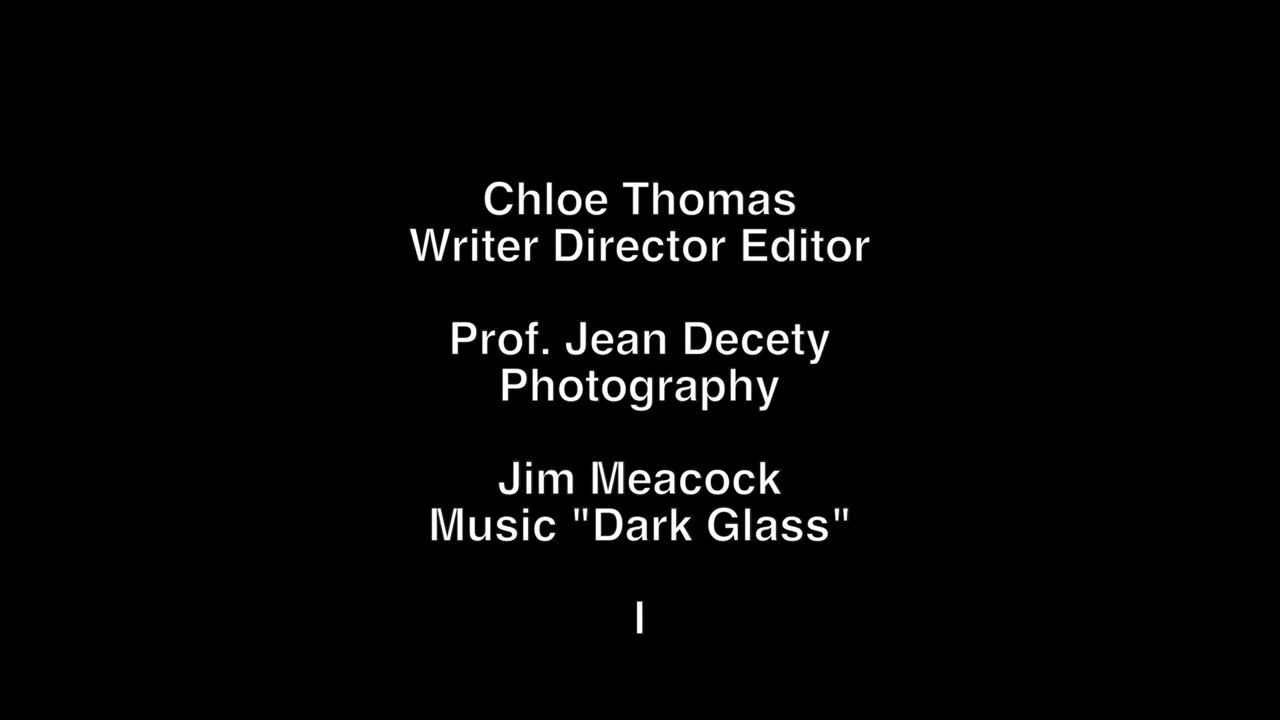 Chloe Thomas
Writer Director Editor
Prof. Jean Decety
Photography
Jim Meacock
Music "Dark Glass"
I